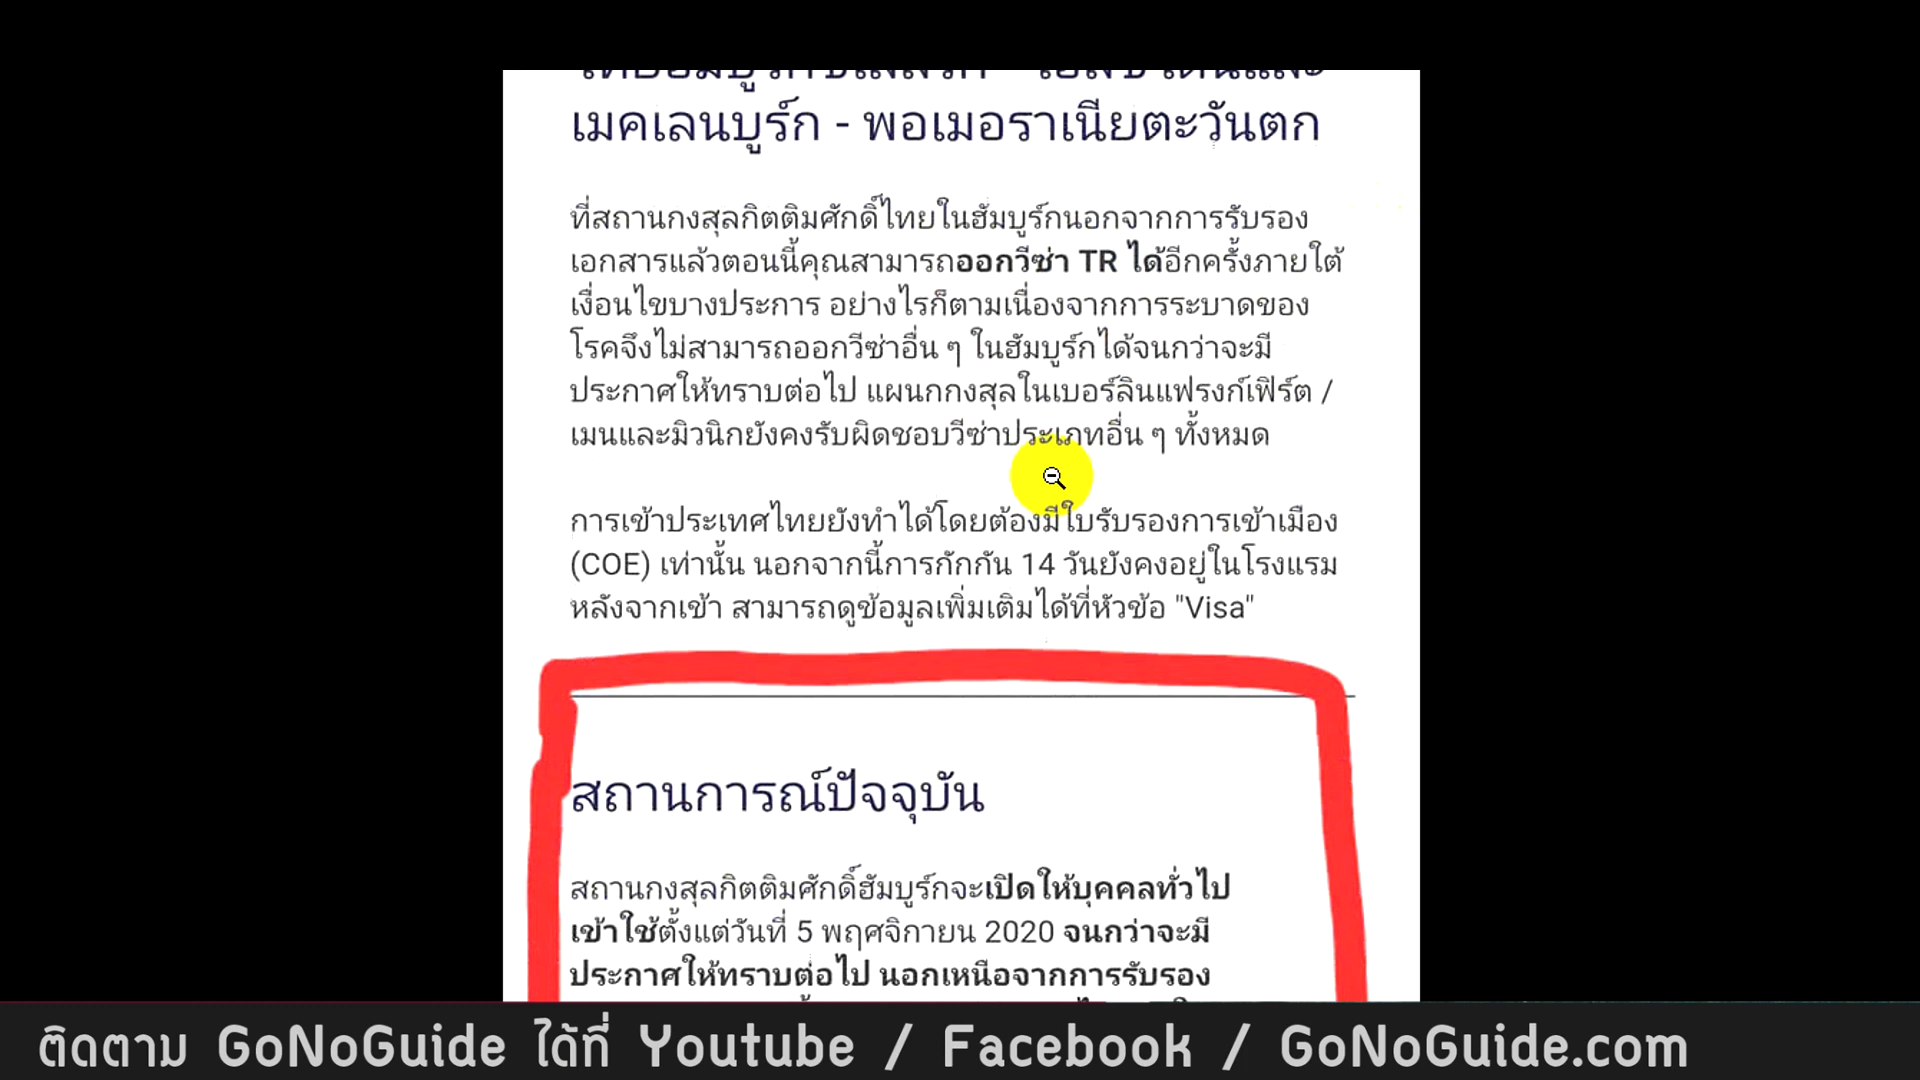 เมคเลนบูร์ก - พอเมอราเนียตะวันตก
ที่สถานกงสุลกิตติมศักดิ์ไทยในฮัมบูร์กนอกจากการรับรอง
เอกสารแล้วตอนนี้คุณสามารถออกวีซ่า TR ได้อีกครั้งภายใต้
เงื่อนไขบางประการ อย่างไรก็ตามเนื่องจากการระบาดของ
โรคจึงไม่สามารถออกวีซ่าอื่น ๆ ในฮัมบูร์กได้จนกว่าจะมี
ประกาศให้ทราบต่อไป แผนกกงสุลในเบอร์ลินแฟรงก์เฟิร์ต /
เมนและมิวนิกยังคงรับผิดชอบวีซ่าประเภทอื่น ๆ ทั้งหมด
การเข้าประเทศไทยยังทำได้โดยต้องมีใบรับรองการเข้าเมือง
(COE) เท่านั้น นอกจากนี้การกักกัน 14 วันยังคงอยู่ในโรงแรม
หลังจากเข้า สามารถดูข้อมูลเพิ่มเติมได้ที่หัวข้อ "Visa"
สถานการณ์ปัจจุบัน
สถานกงสุลกิตติมศักดิ์ฮัมบูร์กจะเปิดให้บุคคลทั่วไป
เข้าใช้ตั้งแต่วันที่ 5 พฤศจิกายน 2020 จนกว่าจะมี
ประกาศให้ทราบต่อไป นอกเหนือจากการรับรอง
ติดตาม GoNoGuide ได้ที่ Youtube / Facebook / GoNoGuide.com